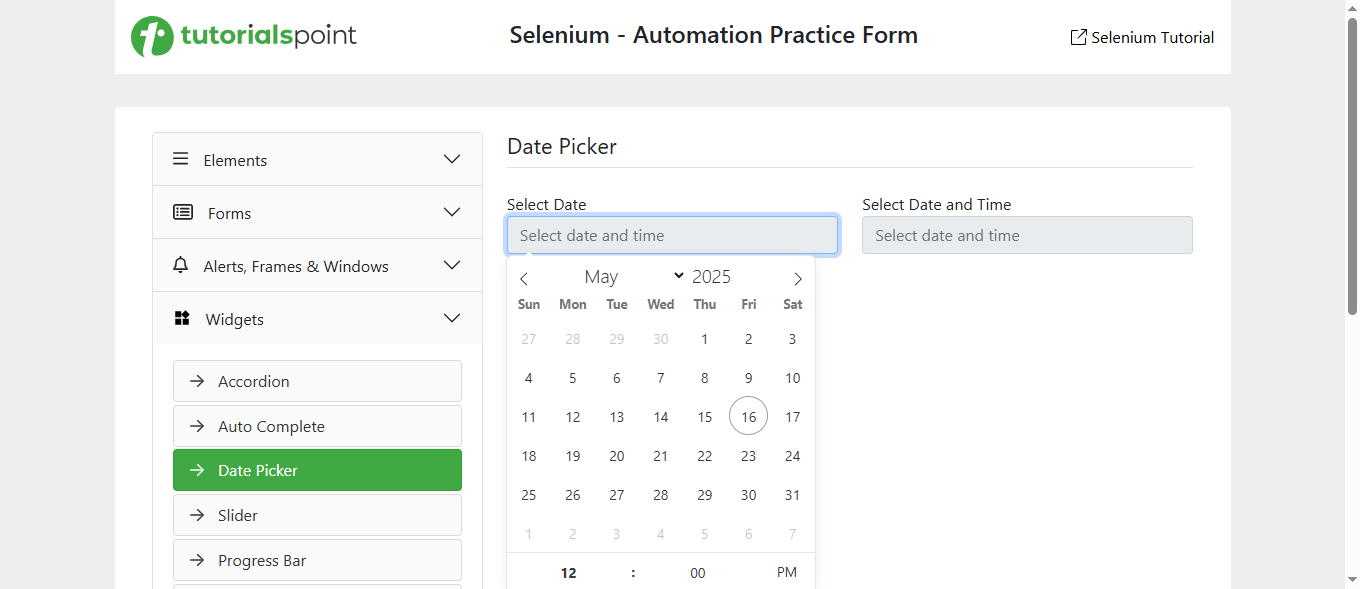 tutorialspoint
Selenium - Automation Practice Form
Selenium Tutorial
Elements
Forms
Alerts, Frames & Windows
Widgets
Accordion
Auto Complete
Date Picker
Slider
Progress Bar
Date Picker
Select Date
Select date and time
Select Date and Time
Select date and time
May 2025
Sun Mon Tue Wed Thu Fri Sat
27 28 29 30 1 2 3
4 5 6 7 8 9 10
11 12 13 14 15 16 17
18 19 20 21 22 23 24
25 26 27 28 29 30 31
1 2 3 4 5 6 7
12 : 00 PM